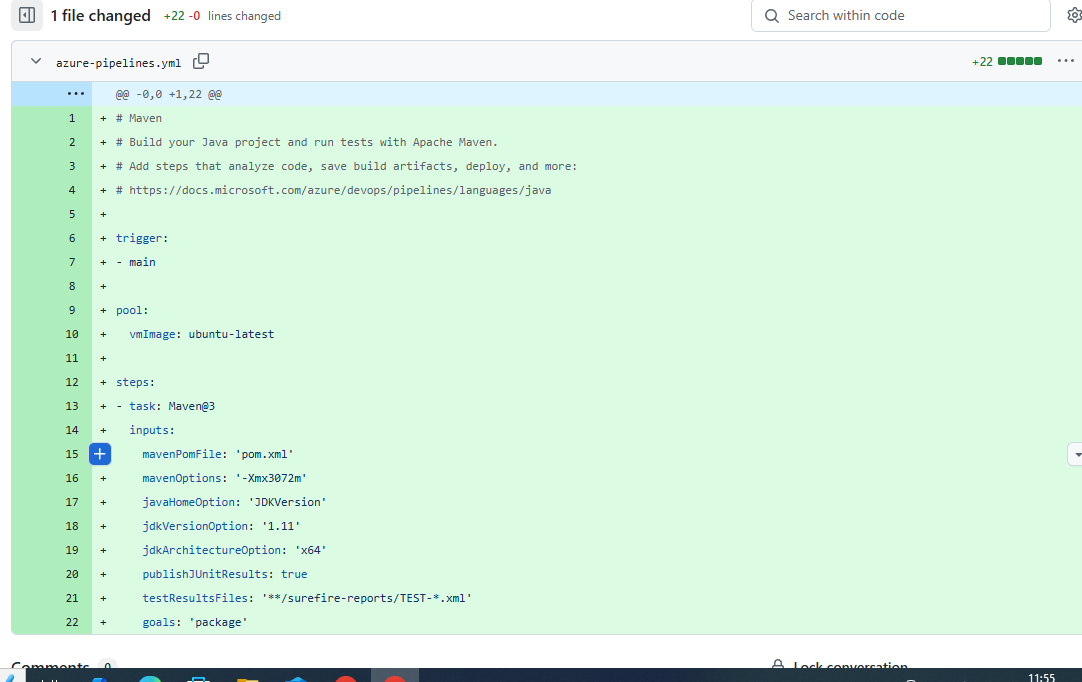 1 file changed +22 -0 lines changed
Search within code
azure-pipelines.yml
+22
@@ -0,0 +1,22 @@
1 + # Maven
2 + # Build your Java project and run tests with Apache Maven.
3 + # Add steps that analyze code, save build artifacts, deploy, and more:
4 + # https://docs.microsoft.com/azure/devops/pipelines/languages/java
5 +
6 + trigger:
7 + - main
8 +
9 + pool:
10 +   vmImage: ubuntu-latest
11 +
12 + steps:
13 + - task: Maven@3
14 +   inputs:
15     mavenPomFile: 'pom.xml'
16 +     mavenOptions: '-Xmx3072m'
17 +     javaHomeOption: 'JDKVersion'
18 +     jdkVersionOption: '1.11'
19 +     jdkArchitectureOption: 'x64'
20 +     publishJUnitResults: true
21 +     testResultsFiles: '**/surefire-reports/TEST-*.xml'
22 +     goals: 'package'
Comments 0
Lock conversation
11:55